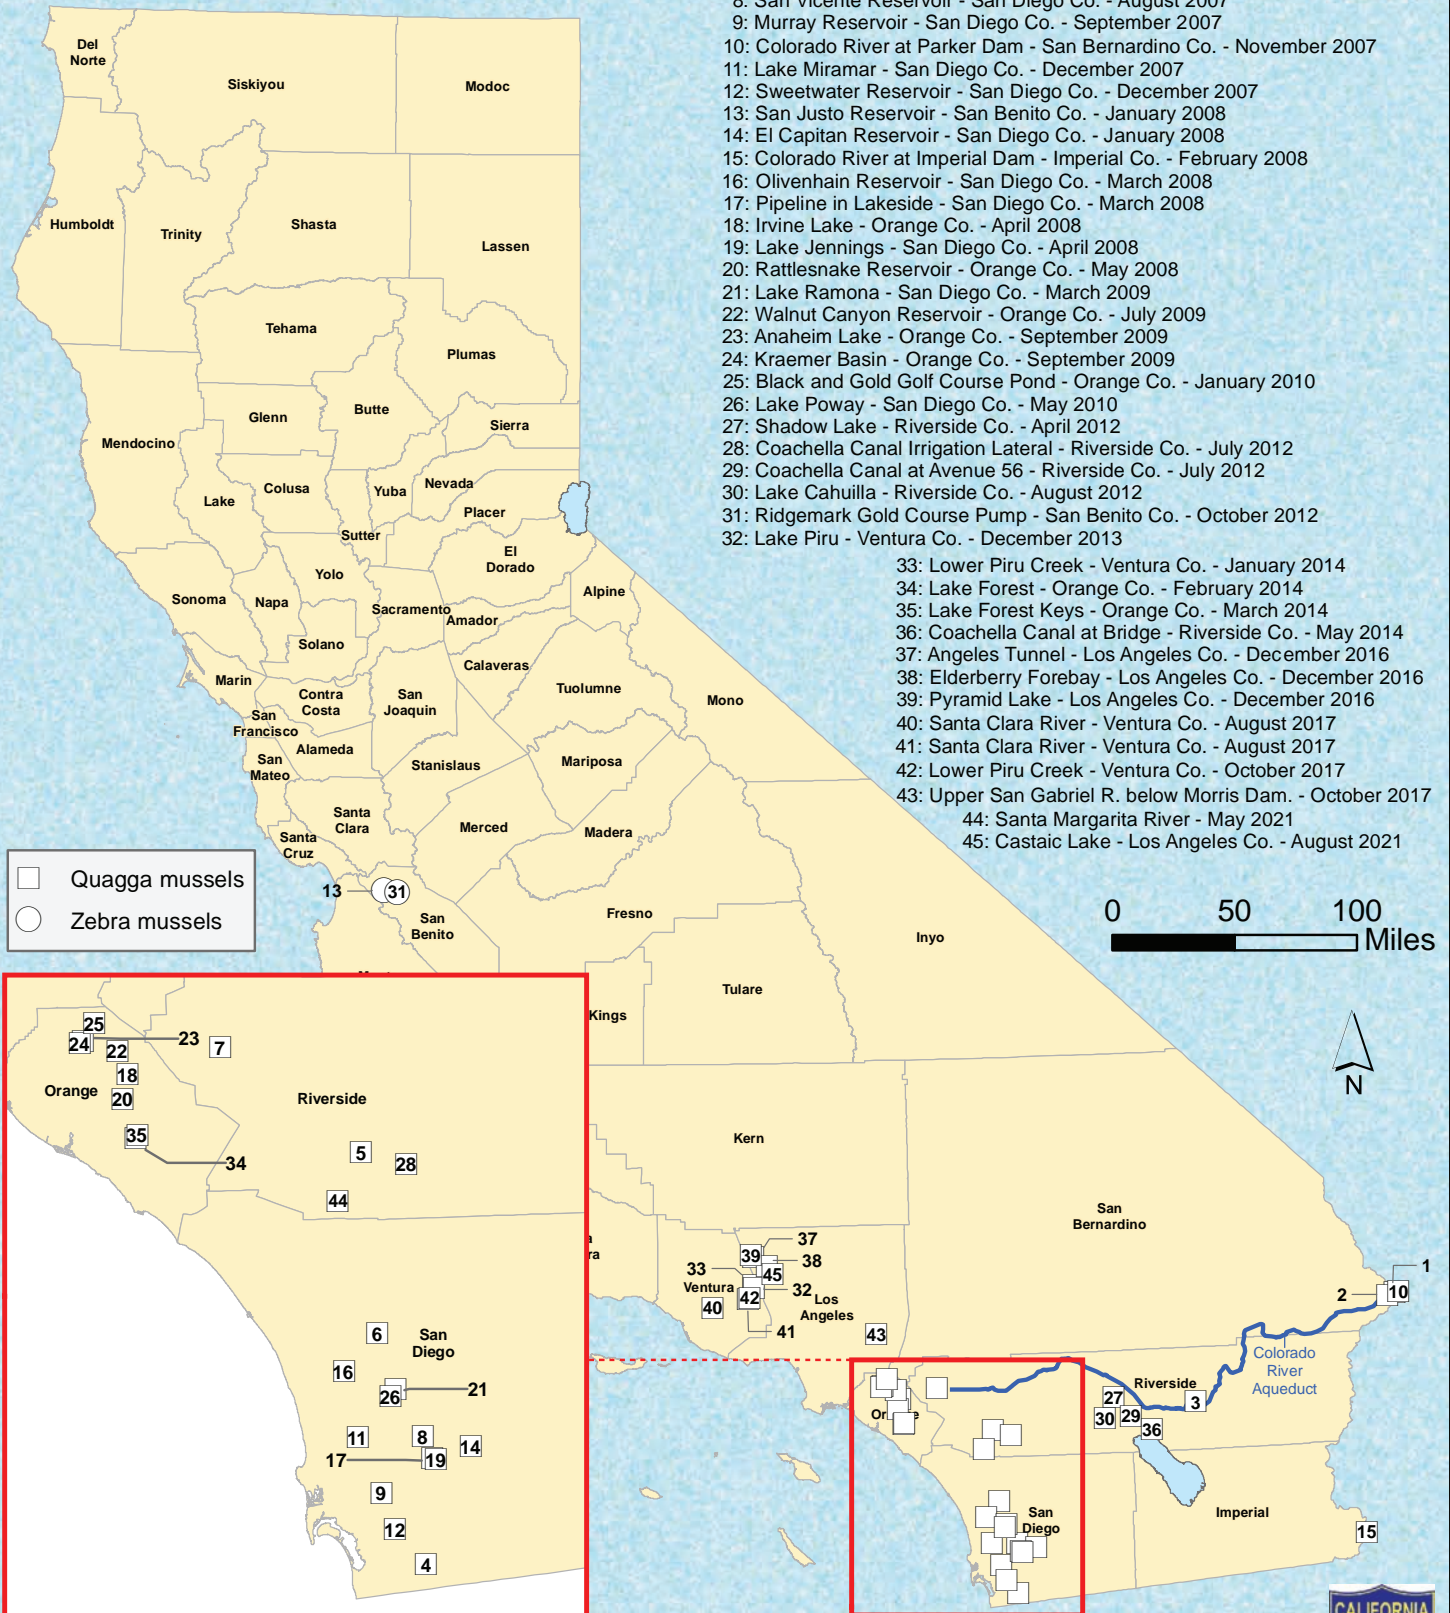 8: San Vicente Reservoir - San Diego Co. - August 2007
9: Murray Reservoir - San Diego Co. - September 2007
10: Colorado River at Parker Dam - San Bernardino Co. - November 2007
11: Lake Miramar - San Diego Co. - December 2007
12: Sweetwater Reservoir - San Diego Co. - December 2007
13: San Justo Reservoir - San Benito Co. - January 2008
14: El Capitan Reservoir - San Diego Co. - January 2008
15: Colorado River at Imperial Dam - Imperial Co. - February 2008
16: Olivenhain Reservoir - San Diego Co. - March 2008
17: Pipeline in Lakeside - San Diego Co. - March 2008
18: Irvine Lake - Orange Co. - April 2008
19: Lake Jennings - San Diego Co. - April 2008
20: Rattlesnake Reservoir - Orange Co. - May 2008
21: Lake Ramona - San Diego Co. - March 2009
22: Walnut Canyon Reservoir - Orange Co. - July 2009
23: Anaheim Lake - Orange Co. - September 2009
24: Kraemer Basin - Orange Co. - September 2009
25: Black and Gold Golf Course Pond - Orange Co. - January 2010
26: Lake Poway - San Diego Co. - May 2010
27: Shadow Lake - Riverside Co. - April 2012
28: Coachella Canal Irrigation Lateral - Riverside Co. - July 2012
29: Coachella Canal at Avenue 56 - Riverside Co. - July 2012
30: Lake Cahuilla - Riverside Co. - August 2012
31: Ridgemark Gold Course Pump - San Benito Co. - October 2012
32: Lake Piru - Ventura Co. - December 2013
33: Lower Piru Creek - Ventura Co. - January 2014
34: Lake Forest - Orange Co. - February 2014
35: Lake Forest Keys - Orange Co. - March 2014
36: Coachella Canal at Bridge - Riverside Co. - May 2014
37: Angeles Tunnel - Los Angeles Co. - December 2016
38: Elderberry Forebay - Los Angeles Co. - December 2016
39: Pyramid Lake - Los Angeles Co. - December 2016
40: Santa Clara River - Ventura Co. - August 2017
41: Santa Clara River - Ventura Co. - August 2017
42: Lower Piru Creek - Ventura Co. - October 2017
43: Upper San Gabriel R. below Morris Dam. - October 2017
44: Santa Margarita River - May 2021
45: Castaic Lake - Los Angeles Co. - August 2021
Del
Norte
Siskiyou
Modoc
Humboldt
Trinity
Shasta
Lassen
Tehama
Plumas
Mendocino
Glenn
Butte
Sierra
Lake
Colusa
Yuba
Nevada
Placer
Sutter
El
Dorado
Yolo
Sonoma
Napa
Sacramento
Amador
Alpine
Solano
Marin
Calaveras
Contra
Costa
San
Joaquin
Tuolumne
Mono
San
Francisco
Alameda
San
Mateo
Stanislaus
Mariposa
Santa
Clara
Santa
Cruz
Merced
Madera
Quagga mussels
Zebra mussels
13
31
San
Benito
Fresno
Inyo
0 50 100
Miles
N
Tulare
Kings
Kern
San
Bernardino
25
24
23
22
7
18
Orange
20
Riverside
35
34
5
28
44
6
San
Diego
16
21
26
11
8
14
17
19
9
12
4
37
39
38
33
45
Ventura
32
42
Los
Angeles
40
41
43
1
2
10
Colorado
River
Aqueduct
Riverside
27
3
30
29
36
San
Diego
Imperial
15
CALIFORNIA